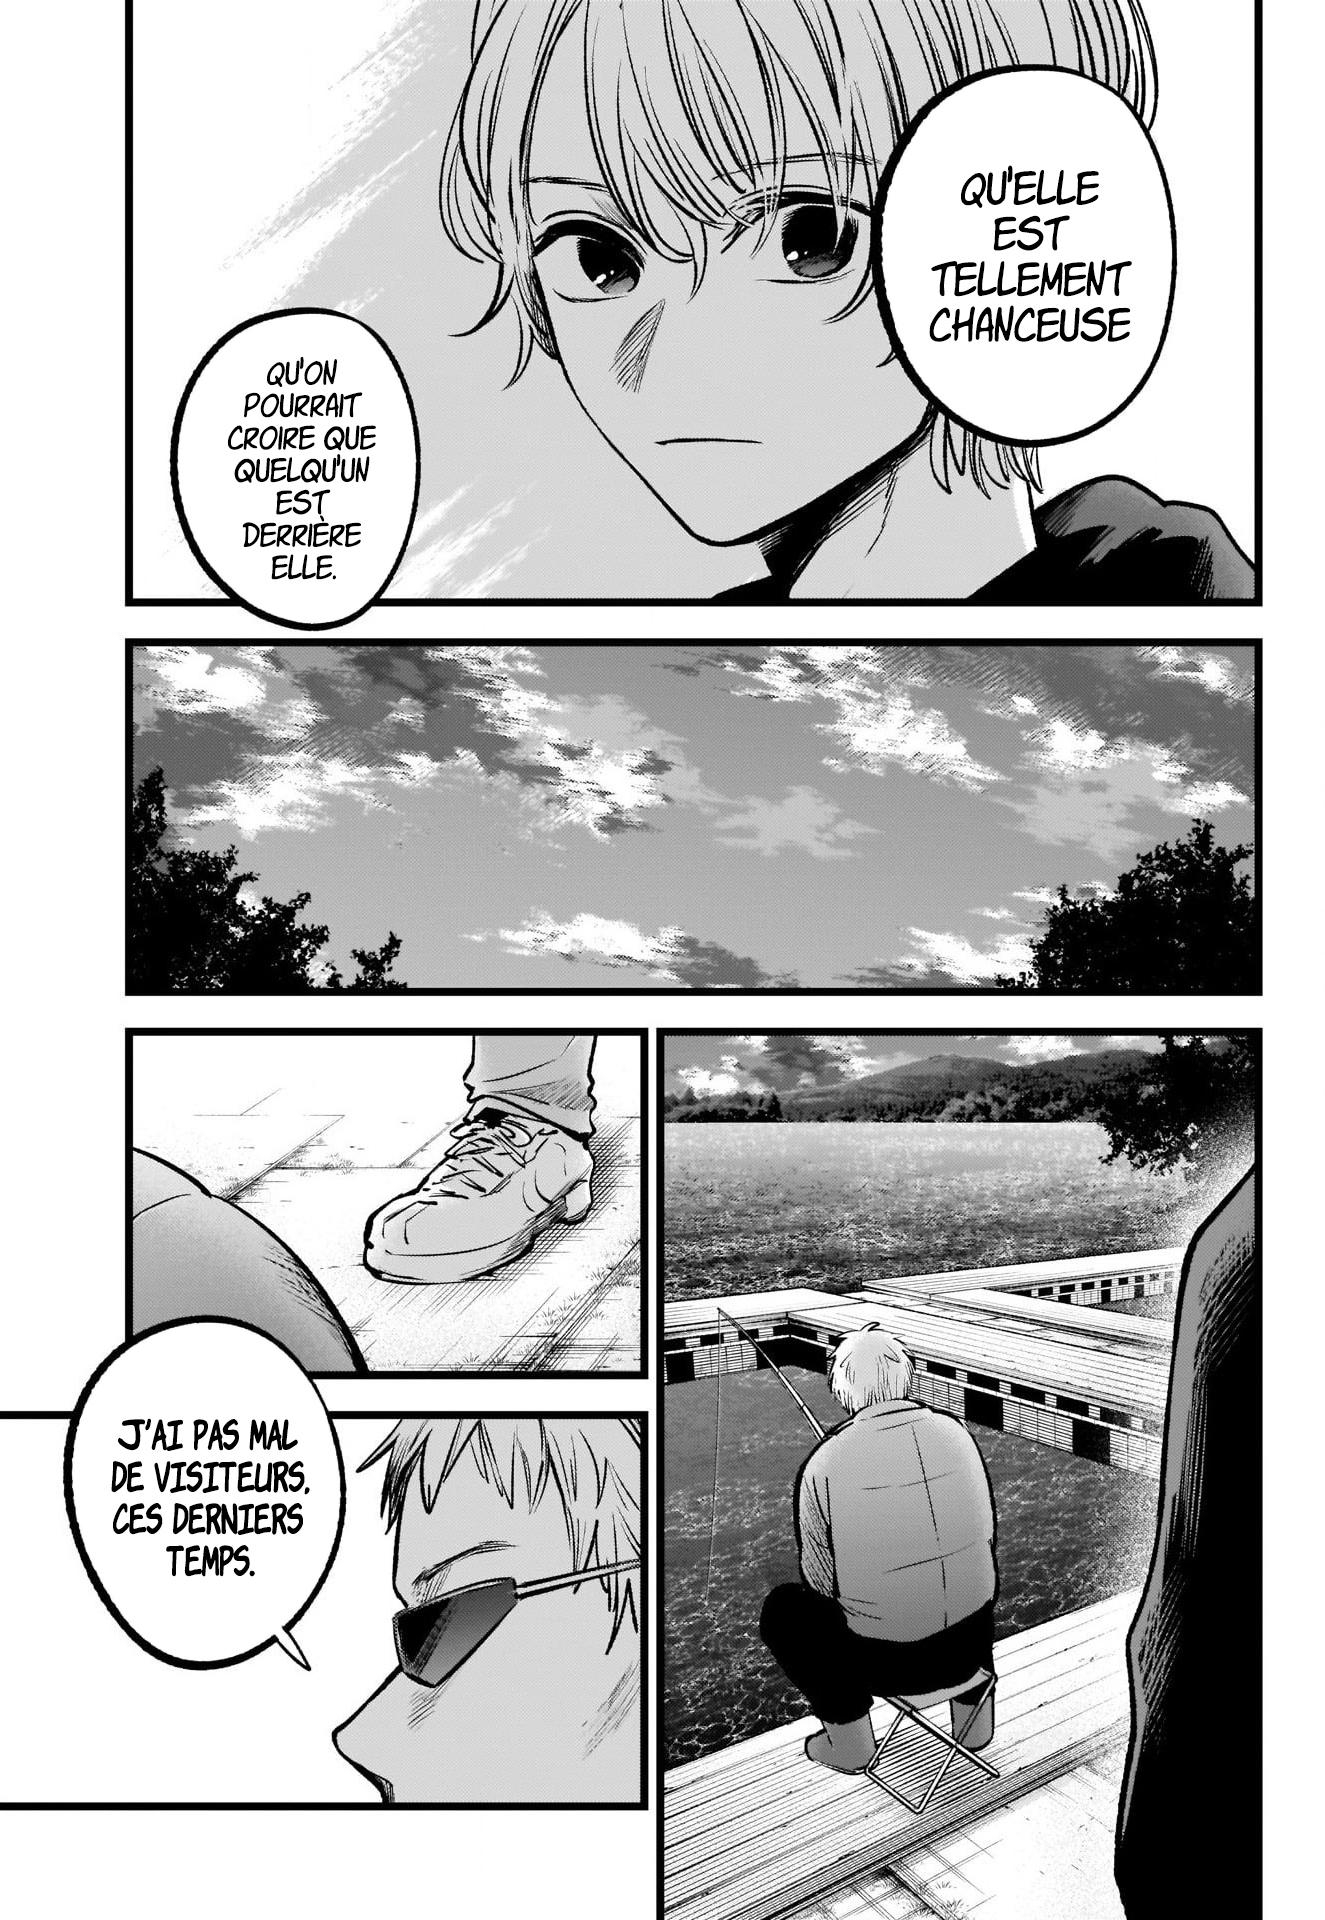 QU'ELLE
EST
TELLEMENT
CHANCEUSE
QU'ON
POURRAIT
CROIRE QUE
QUELQU'UN
EST
DERRIÈRE
ELLE.
J'AI PAS MAL
DE VISITEURS,
CES DERNIERS
TEMPS.